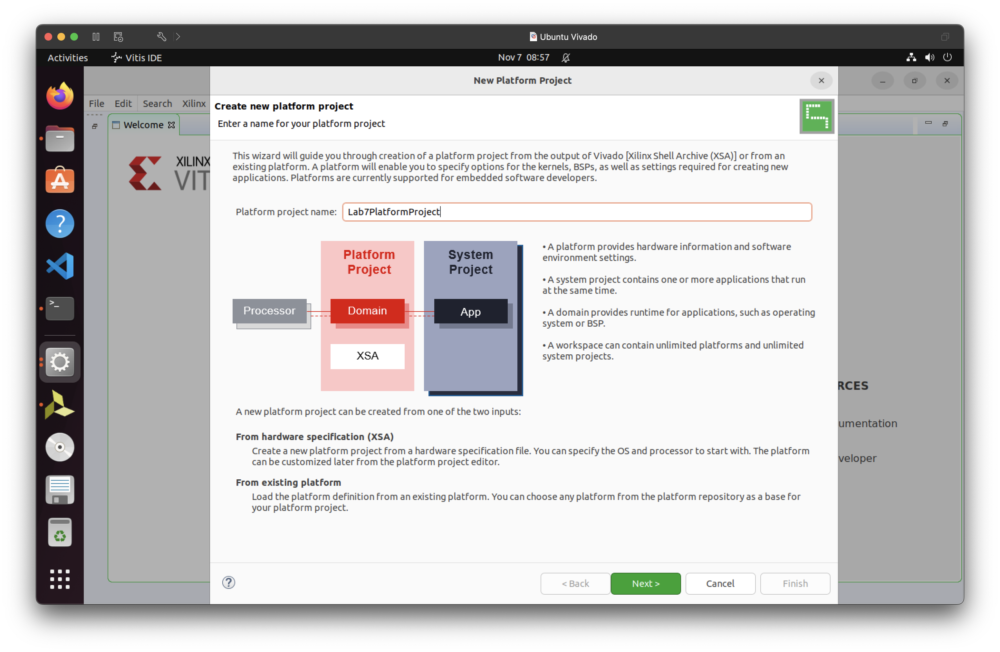 Ubuntu Vivado
Activities
Vitis IDE
Nov 7 08:57
New Platform Project
File
Edit
Search
Xilinx
Create new platform project
Enter a name for your platform project
Welcome
XILINX
VIT
This wizard will guide you through creation of a platform project from the output of Vivado [Xilinx Shell Archive (XSA)] or from an
existing platform. A platform will enable you to specify options for the kernels, BSPs, as well as settings required for creating new
applications. Platforms are currently supported for embedded software developers.
Platform project name:
Lab7PlatformProject
Platform
Project
System
Project
Processor
Domain
App
XSA
• A platform provides hardware information and software
environment settings.
• A system project contains one or more applications that run
at the same time.
• A domain provides runtime for applications, such as operating
system or BSP.
• A workspace can contain unlimited platforms and unlimited
system projects.
RCES
umentation
veloper
A new platform project can be created from one of the two inputs:
From hardware specification (XSA)
Create a new platform project from a hardware specification file. You can specify the OS and processor to start with. The platform
can be customized later from the platform project editor.
From existing platform
Load the platform definition from an existing platform. You can choose any platform from the platform repository as a base for
your platform project.
?
< Back
Next >
Cancel
Finish